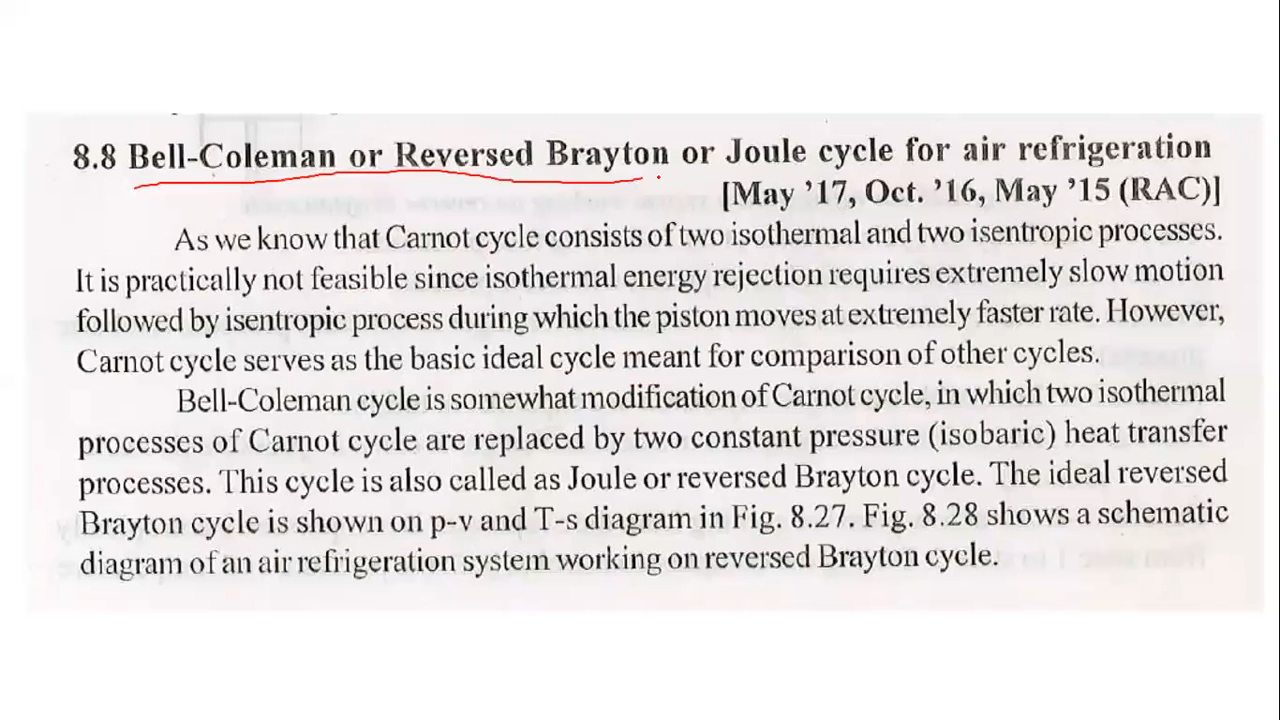 8.8 Bell-Coleman or Reversed Brayton or Joule cycle for air refrigeration
[May ’17, Oct. ’16, May ’15 (RAC)]
As we know that Carnot cycle consists of two isothermal and two isentropic processes.
It is practically not feasible since isothermal energy rejection requires extremely slow motion
followed by isentropic process during which the piston moves at extremely faster rate. However,
Carnot cycle serves as the basic ideal cycle meant for comparison of other cycles.
Bell-Coleman cycle is somewhat modification of Carnot cycle, in which two isothermal
processes of Carnot cycle are replaced by two constant pressure (isobaric) heat transfer
processes. This cycle is also called as Joule or reversed Brayton cycle. The ideal reversed
Brayton cycle is shown on p-v and T-s diagram in Fig. 8.27. Fig. 8.28 shows a schematic
diagram of an air refrigeration system working on reversed Brayton cycle.